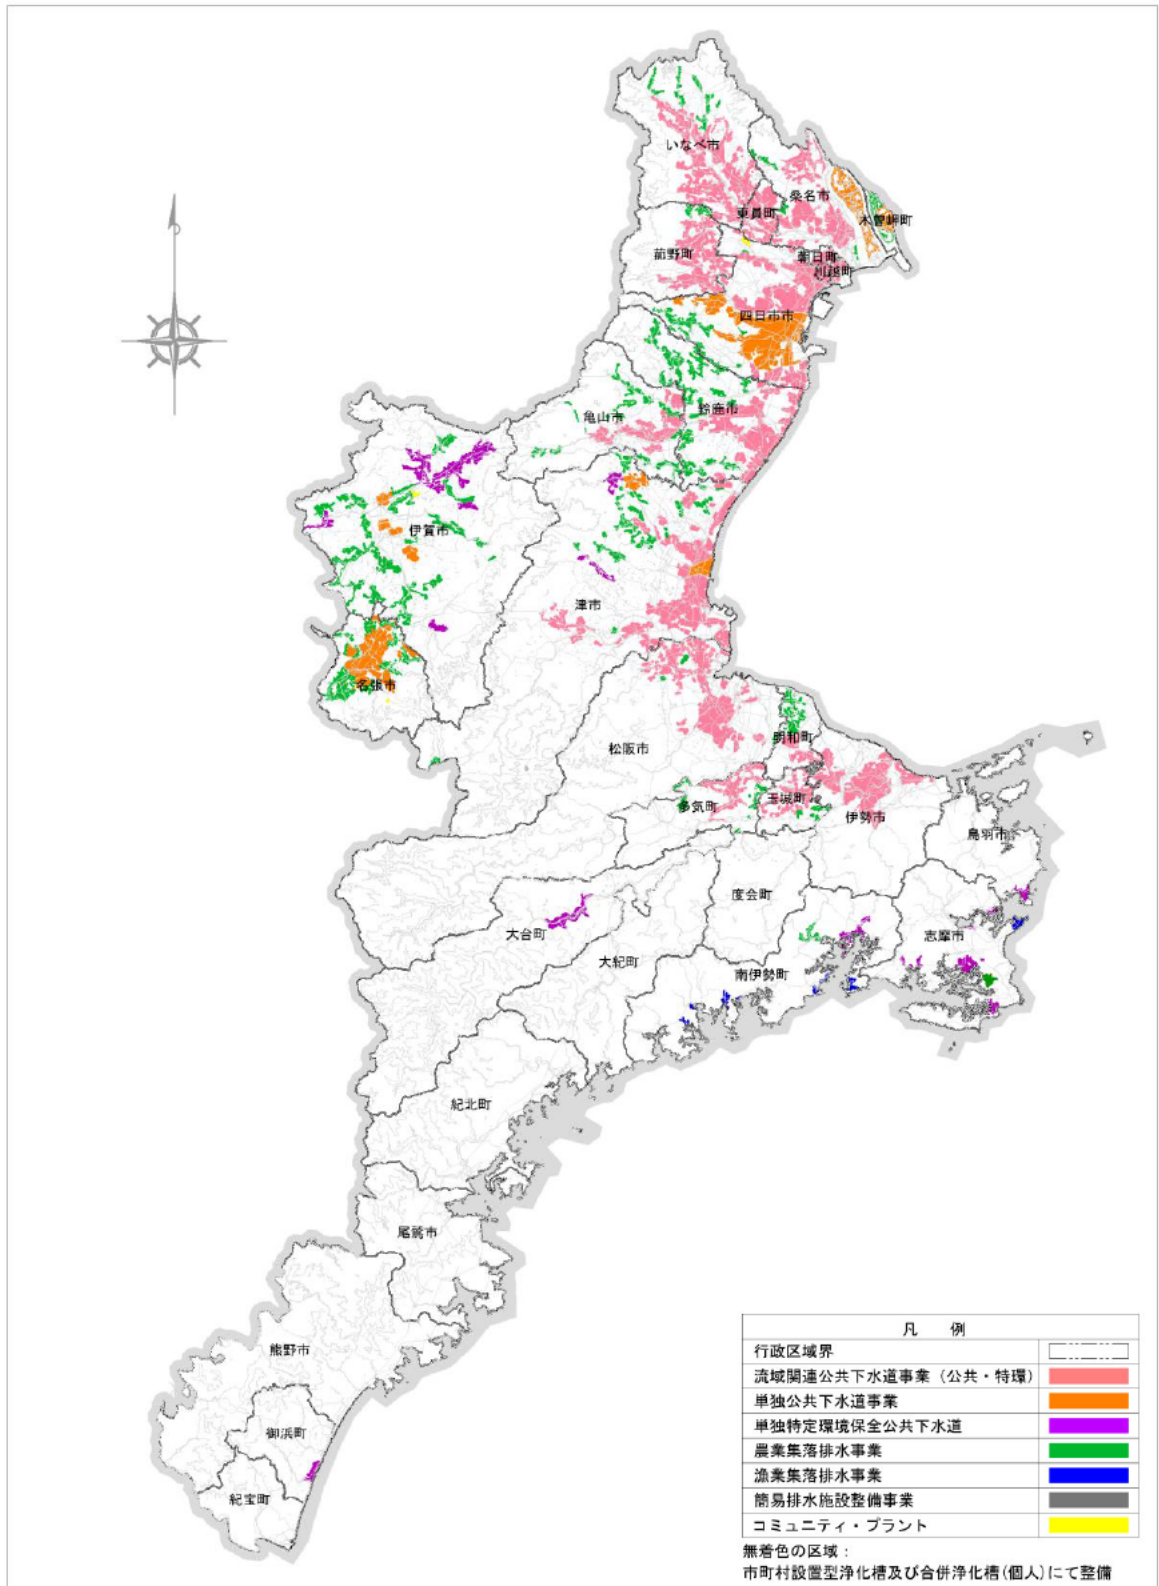 いなべ市
桑名市
東員町
木曽岬町
菰野町
朝日町
川越町
四日市市
鈴鹿市
亀山市
伊賀市
津市
名張市
松阪市
明和町
多気町
玉城町
伊勢市
鳥羽市
度会町
大台町
志摩市
大紀町
南伊勢町
紀北町
尾鷲市
熊野市
御浜町
紀宝町
凡 例
行政区域界
流域関連公共下水道事業(公共・特環)
単独公共下水道事業
単独特定環境保全公共下水道
農業集落排水事業
漁業集落排水事業
簡易排水施設整備事業
コミュニティ・プラント
無着色の区域:
市町村設置型浄化槽及び合併浄化槽(個人)にて整備